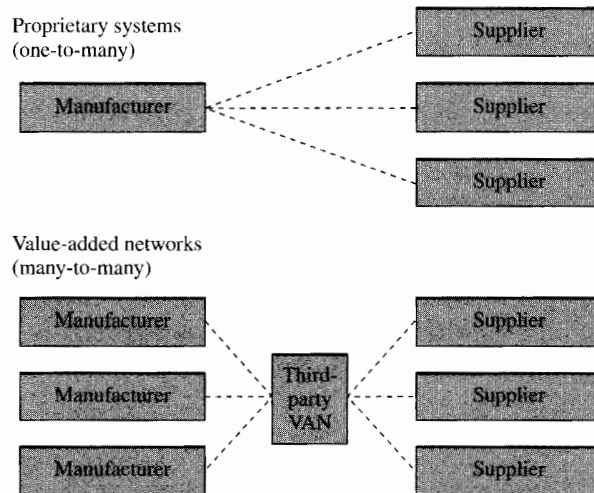 Proprietary systems
(one-to-many)
Supplier
Manufacturer
Supplier
Supplier
Value-added networks
(many-to-many)
Manufacturer
Supplier
Third-
party
VAN
Manufacturer
Supplier
Manufacturer
Supplier